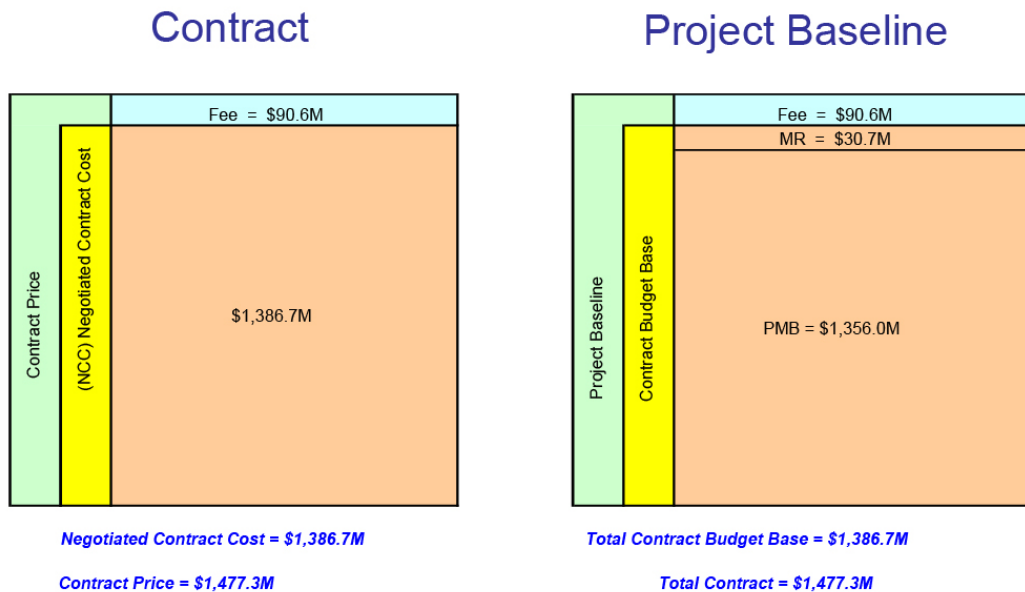 Contract
Fee = $90.6M
Contract Price
(NCC) Negotiated Contract Cost
$1,386.7M
Negotiated Contract Cost = $1,386.7M
Contract Price = $1,477.3M
Project Baseline
Fee = $90.6M
MR = $30.7M
Project Baseline
Contract Budget Base
PMB = $1,356.0M
Total Contract Budget Base = $1,386.7M
Total Contract = $1,477.3M